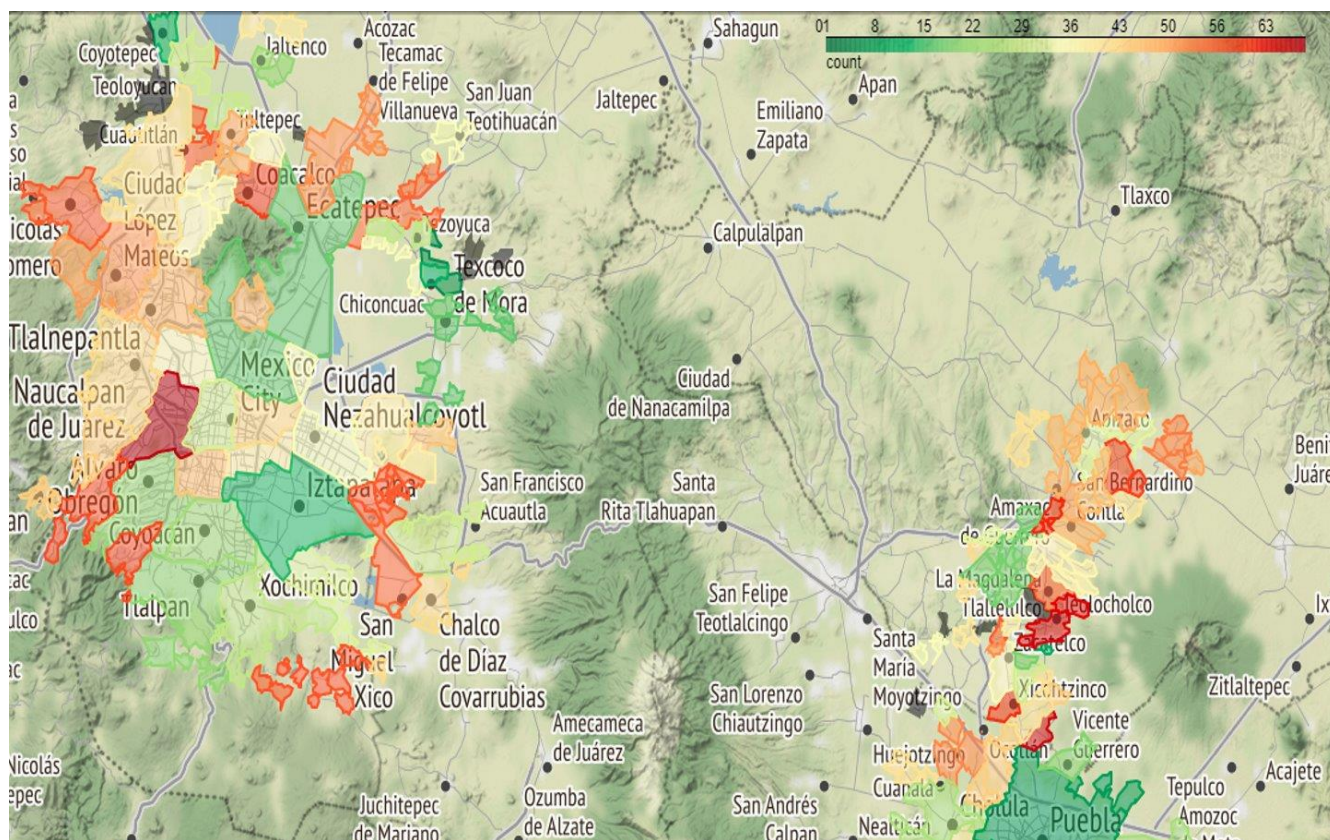 01 8 15 22 29 36 43 50 56 63
count
Acozac
Sahagun
Coyotepec
Jaltenco
Tecamac
de Felipe
Villanueva
Teoloyucan
San Juan
Teotihuacán
Jaltepec
Apan
Emiliano
Zapata
Ciudad
López
Mateos
Coacalco
Ecatepec
Tezoyuca
Tlaxco
Calpulalpan
Texcoco
de Mora
Chiconcuac
Tlalnepantla
Mexico
City
Ciudad
Nezahualcoyotl
Naucalpan
de Juárez
Ciudad
de Nanacamilpa
Apizaco
Álvaro
Obregón
Iztapalapa
San Francisco
Acuautla
Santa
Rita Tlahuapan
San Bernardino
Contla
Coyoacán
Amaxac
La Magdalena
Xochimilco
Tlalpan
San Felipe
Teotlalcingo
San
Miguel
Xico
Chalco
de Díaz
Covarrubias
Santa
María
Moyotzingo
Zacatelco
Xicohtzinco
San Lorenzo
Chiautzingo
Zitlaltepec
Amecameca
de Juárez
Vicente
Guerrero
Huejotzingo
Ocotlán
Cuanalá
Acajete
Juchitepec
de Mariano
Ozumba
de Alzate
San Andrés
Calpan
Nealticán
Cholula
Puebla
Tepulco
Amozoc
Nicolás